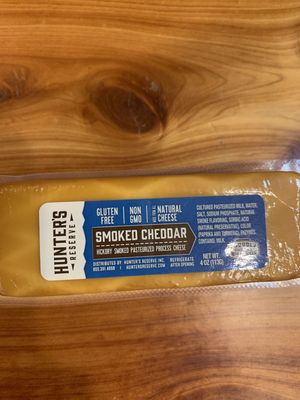 HUNTER'S
RESERVE
GLUTEN
FREE
NON
GMO
NATURAL
CHEESE
SMOKED CHEDDAR
HICKORY SMOKED PASTEURIZED PROCESS CHEESE
DISTRIBUTED BY: HUNTER'S RESERVE INC.
HUNTERSRESERVE.COM
REFRIGERATE
AFTER OPENING
CULTURED PASTEURIZED MILK, WATER,
SALT, SODIUM PHOSPHATE, NATURAL
SMOKE FLAVORING, SORBIC ACID
(NATURAL PRESERVATIVE), COLOR
(PAPRIKA AND TURMERIC), ENZYMES.
CONTAINS: MILK.
NET WT.
4 OZ (113G)